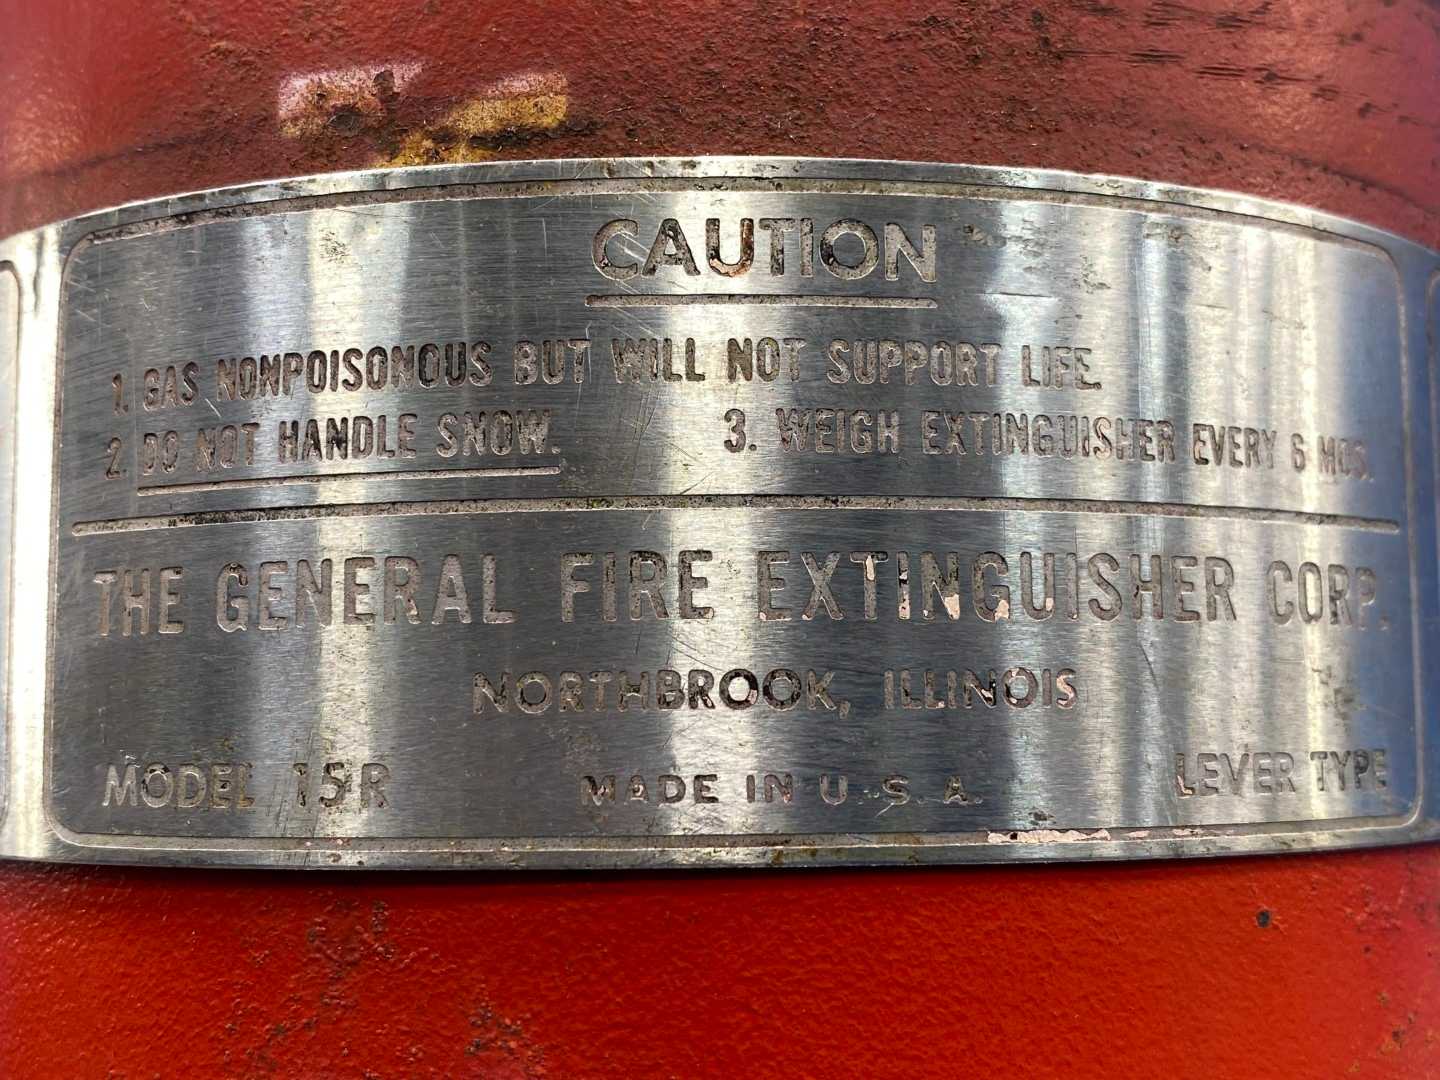 CAUTION
1. GAS NONPOISONOUS BUT WILL NOT SUPPORT LIFE.
2. DO NOT HANDLE SNOW. 3. WEIGH EXTINGUISHER EVERY 6 MOS.
THE GENERAL FIRE EXTINGUISHER CORP.
NORTHBROOK, ILLINOIS
MODEL 15R MADE IN U.S.A. LEVER TYPE